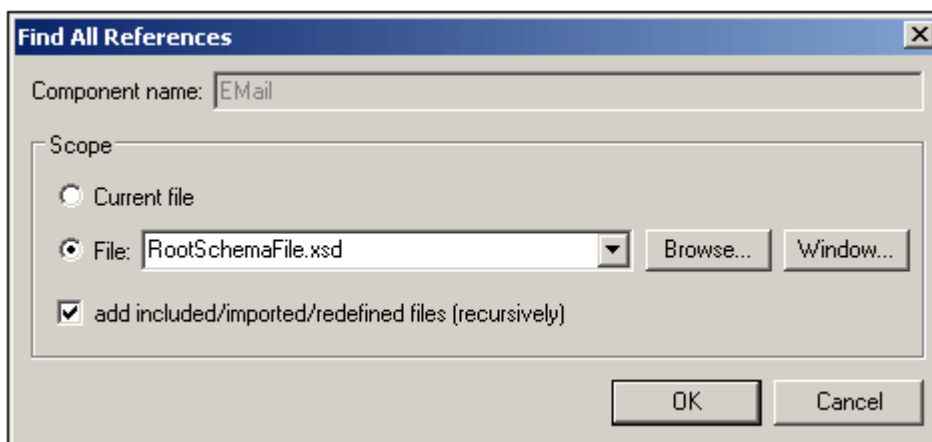 Find All References
Component name: EMail
Scope
Current file
File: RootSchemaFile.xsd Browse... Window...
add included/imported/redefined files (recursively)
OK Cancel